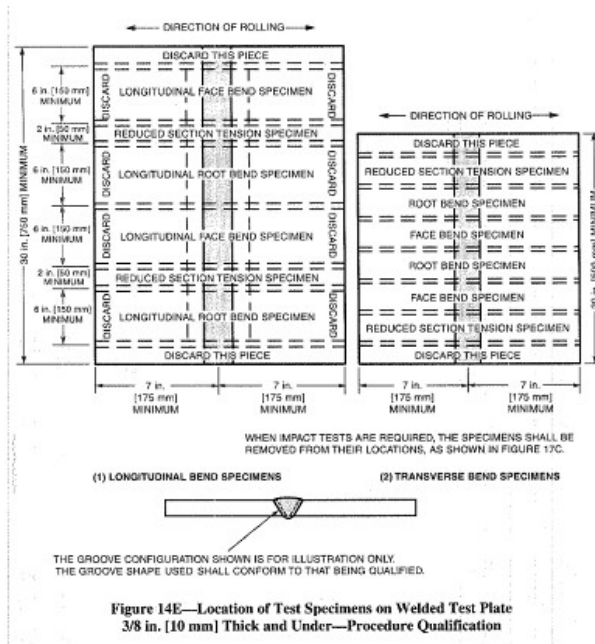 DIRECTION OF ROLLING
DISCARD THIS PIECE
6 in. [150 mm]
MINIMUM
DISCARD
LONGITUDINAL FACE BEND SPECIMEN
DISCARD
2 in. [50 mm]
MINIMUM
REDUCED SECTION TENSION SPECIMEN
6 in. [150 mm]
MINIMUM
DISCARD
LONGITUDINAL ROOT BEND SPECIMEN
DISCARD
30 in. [750 mm] MINIMUM
6 in. [150 mm]
MINIMUM
DISCARD
LONGITUDINAL FACE BEND SPECIMEN
DISCARD
2 in. [50 mm]
MINIMUM
REDUCED SECTION TENSION SPECIMEN
6 in. [150 mm]
MINIMUM
DISCARD
LONGITUDINAL ROOT BEND SPECIMEN
DISCARD
DISCARD THIS PIECE
7 in.
[175 mm]
MINIMUM
7 in.
[175 mm]
MINIMUM
DIRECTION OF ROLLING
DISCARD THIS PIECE
REDUCED SECTION TENSION SPECIMEN
ROOT BEND SPECIMEN
FACE BEND SPECIMEN
ROOT BEND SPECIMEN
FACE BEND SPECIMEN
REDUCED SECTION TENSION SPECIMEN
DISCARD THIS PIECE
7 in.
[175 mm]
MINIMUM
7 in.
[175 mm]
MINIMUM
WHEN IMPACT TESTS ARE REQUIRED, THE SPECIMENS SHALL BE
REMOVED FROM THEIR LOCATIONS, AS SHOWN IN FIGURE 17C.
(1) LONGITUDINAL BEND SPECIMENS
(2) TRANSVERSE BEND SPECIMENS
THE GROOVE CONFIGURATION SHOWN IS FOR ILLUSTRATION ONLY.
THE GROOVE SHAPE USED SHALL CONFORM TO THAT BEING QUALIFIED.
Figure 14E—Location of Test Specimens on Welded Test Plate
3/8 in. [10 mm] Thick and Under—Procedure Qualification